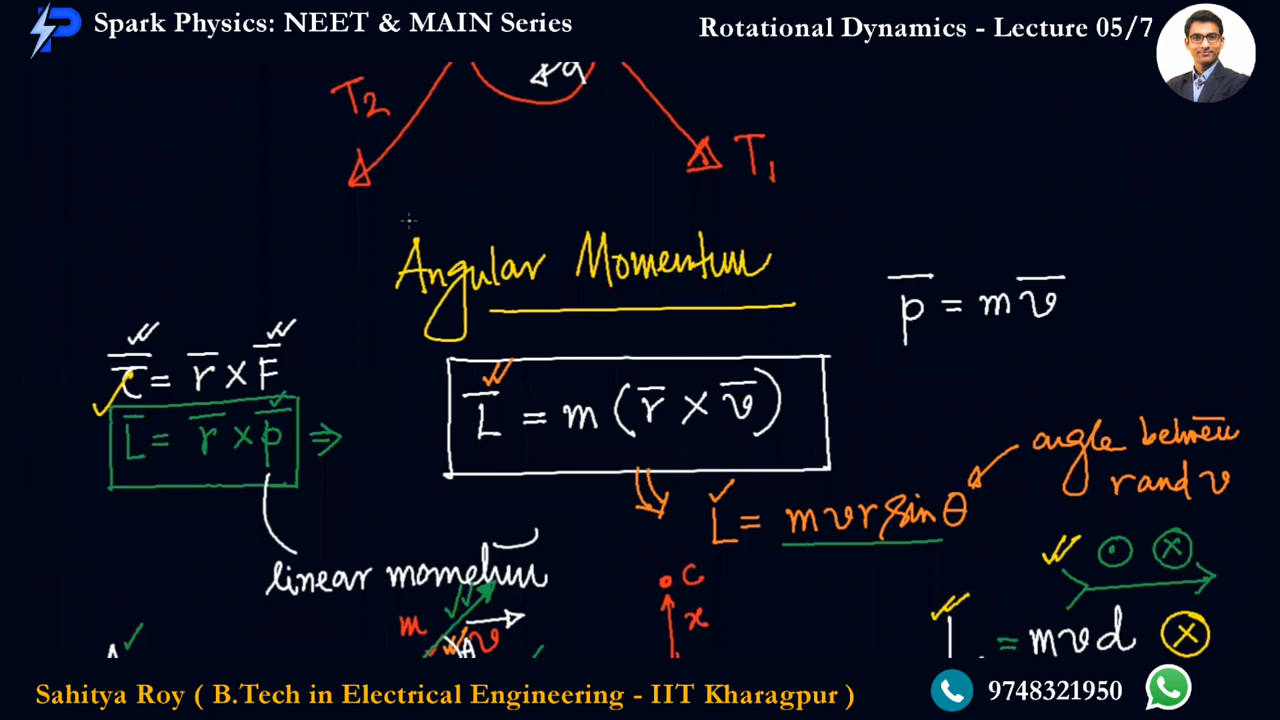 Spark Physics: NEET & MAIN Series
Rotational Dynamics - Lecture 05/7
T₂
a
T₁
Angular Momentum
p̅ = m v̅
τ̅ = r̅ × F̅
L̅ = r̅ × p̅ ⇒
L̅ = m ( r̅ × v̅ )
angle between
r and v
L = mvr sin θ
linear momentum
C
m
v
x
A
A
L = mvd ⊗
Sahitya Roy ( B.Tech in Electrical Engineering - IIT Kharagpur )
9748321950